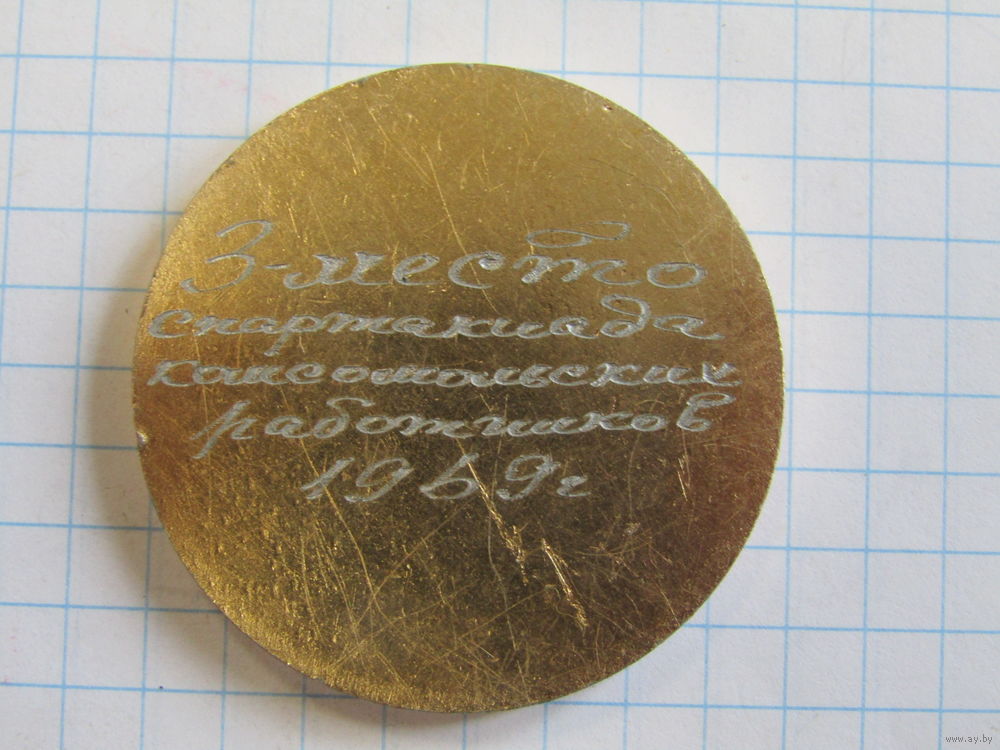 3-место
спартакиада
комсомольских
работников
1969г
www.ay.by